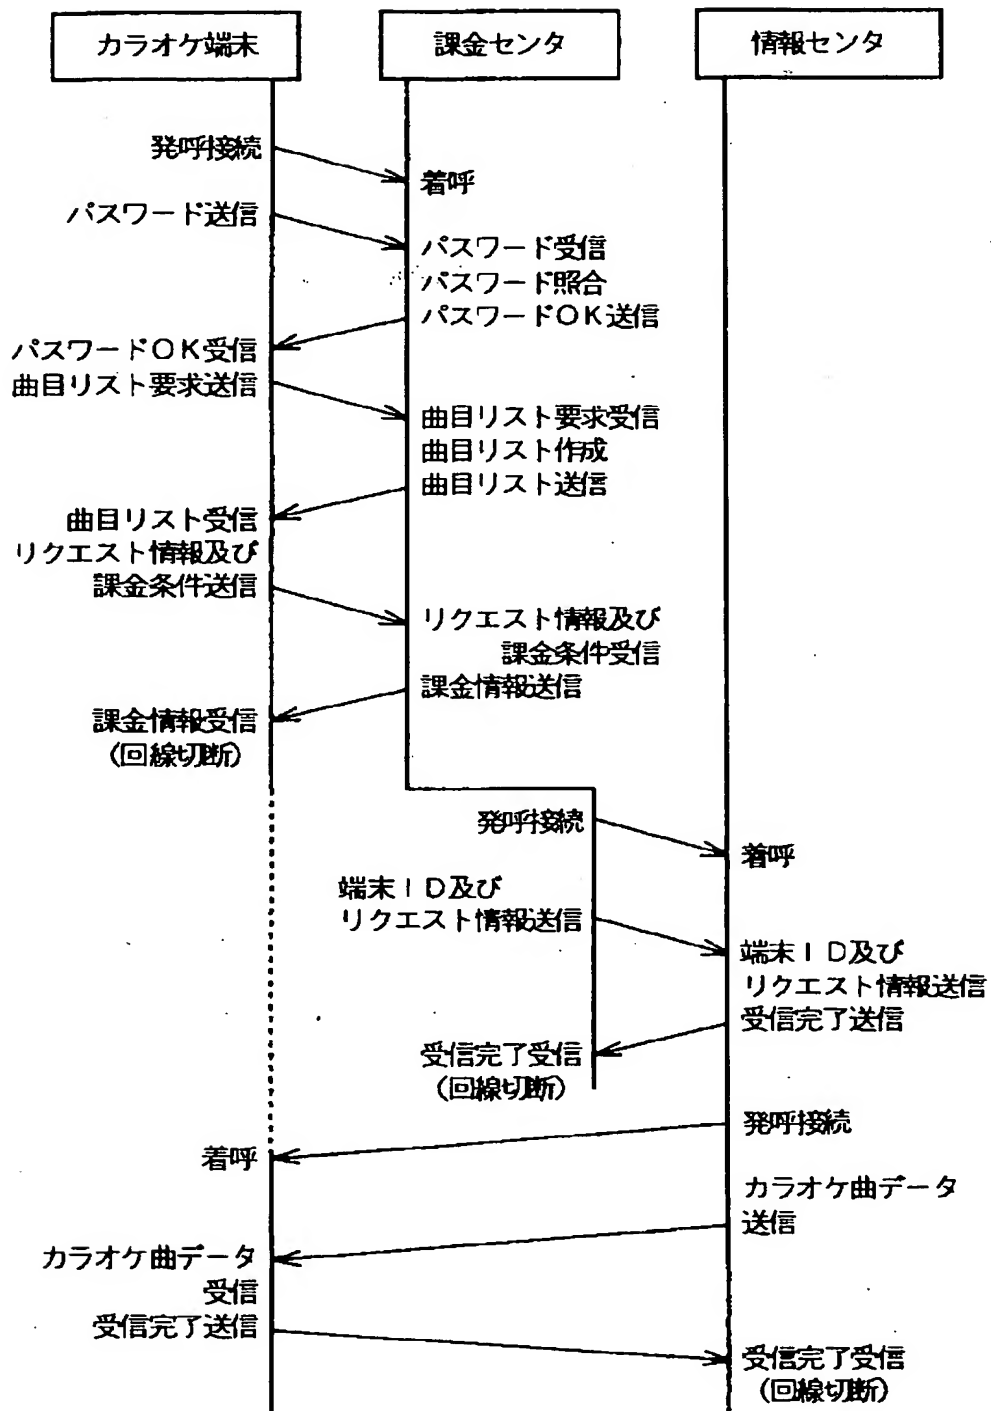 カラオケ端末
課金センタ
情報センタ
発呼接続
着呼
パスワード送信
パスワード受信
パスワード照合
パスワードOK送信
パスワードOK受信
曲目リスト要求送信
曲目リスト要求受信
曲目リスト作成
曲目リスト送信
曲目リスト受信
リクエスト情報及び
課金条件送信
リクエスト情報及び
課金条件受信
課金情報送信
課金情報受信
(回線切断)
発呼接続
着呼
端末ID及び
リクエスト情報送信
端末ID及び
リクエスト情報送信
受信完了送信
受信完了受信
(回線切断)
発呼接続
着呼
カラオケ曲データ
送信
カラオケ曲データ
受信
受信完了送信
受信完了受信
(回線切断)